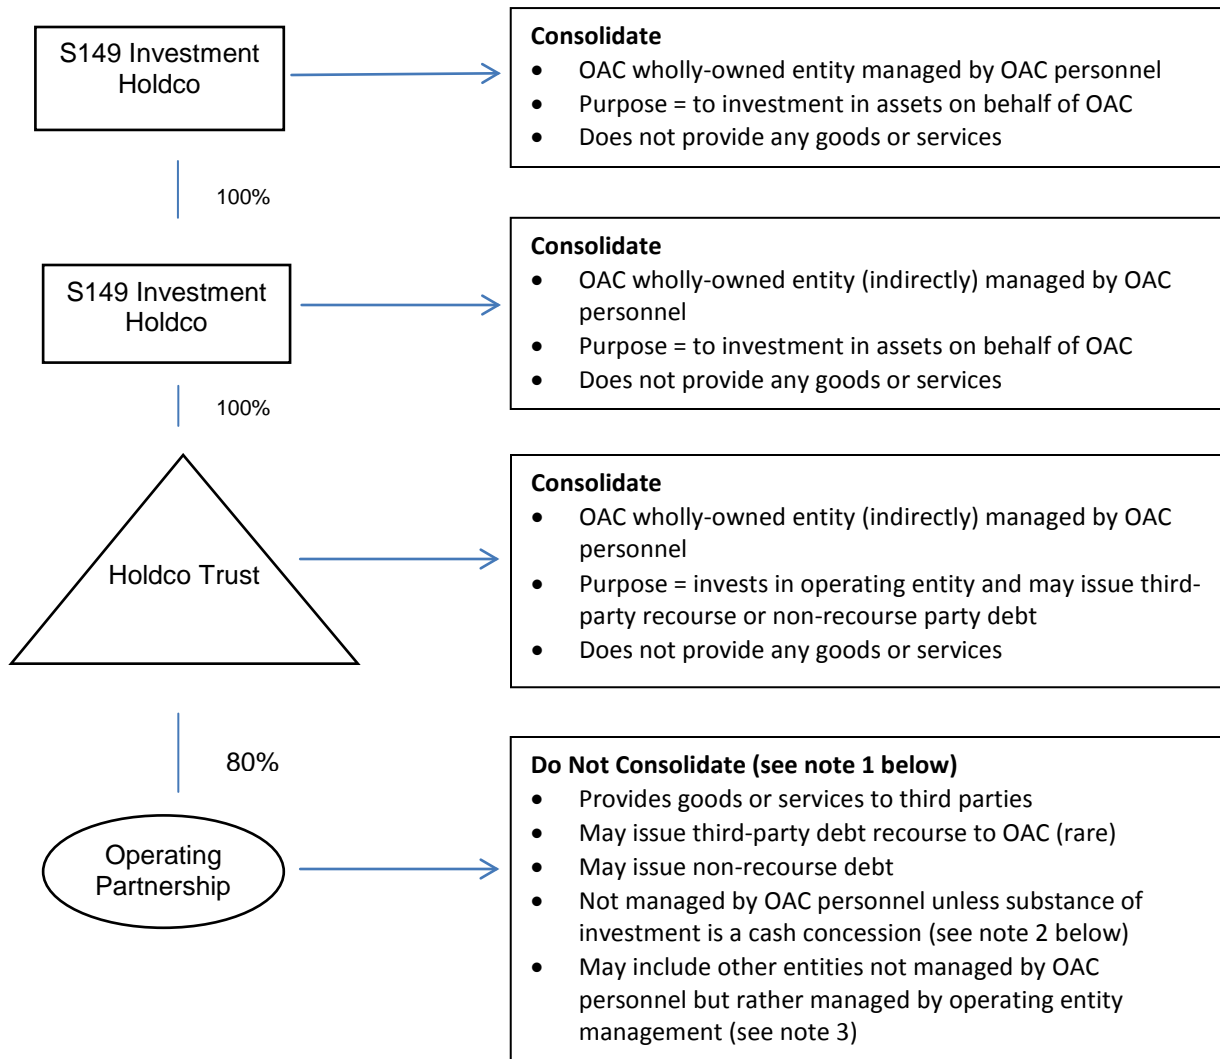 S149 Investment
Holdco
Consolidate
• OAC wholly-owned entity managed by OAC personnel
• Purpose = to investment in assets on behalf of OAC
• Does not provide any goods or services
100%
S149 Investment
Holdco
Consolidate
• OAC wholly-owned entity (indirectly) managed by OAC
personnel
• Purpose = to investment in assets on behalf of OAC
• Does not provide any goods or services
100%
Holdco Trust
Consolidate
• OAC wholly-owned entity (indirectly) managed by OAC
personnel
• Purpose = invests in operating entity and may issue third-
party recourse or non-recourse party debt
• Does not provide any goods or services
80%
Operating
Partnership
Do Not Consolidate (see note 1 below)
• Provides goods or services to third parties
• May issue third-party debt recourse to OAC (rare)
• May issue non-recourse debt
• Not managed by OAC personnel unless substance of
investment is a cash concession (see note 2 below)
• May include other entities not managed by OAC
personnel but rather managed by operating entity
management (see note 3)